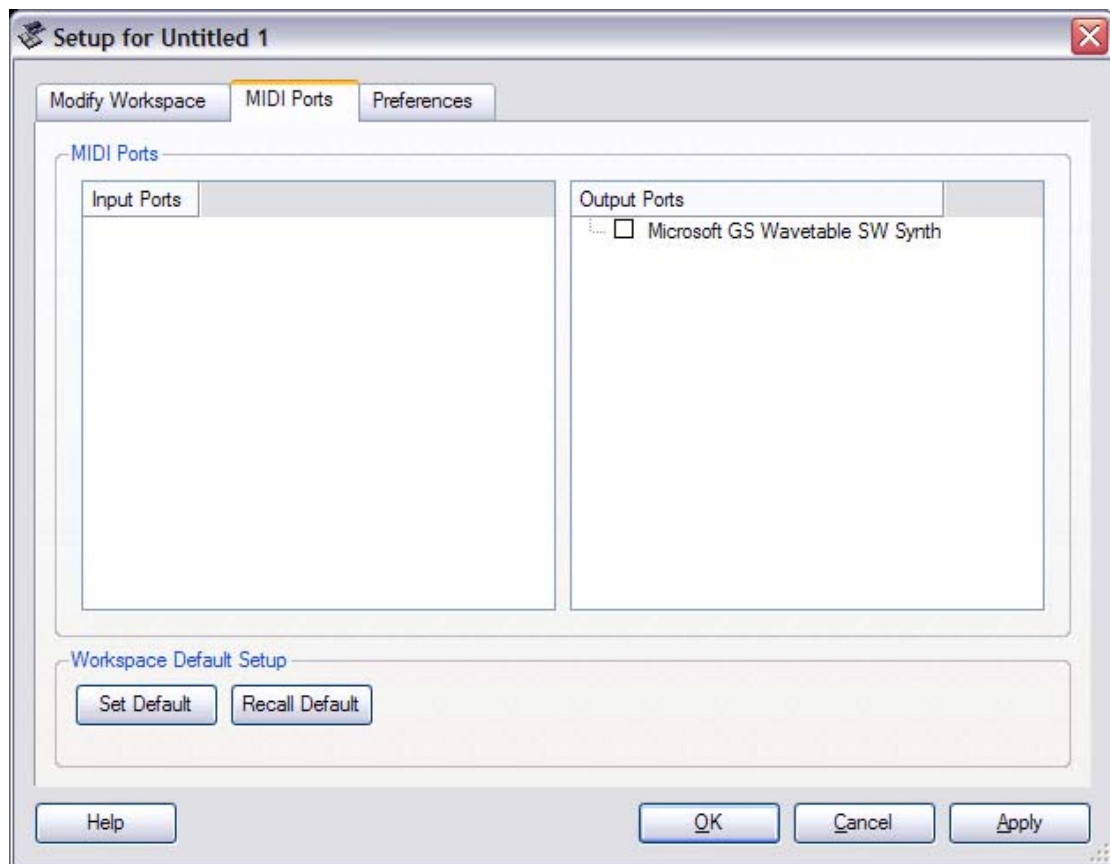 Setup for Untitled 1
Modify Workspace
MIDI Ports
Preferences
MIDI Ports
Input Ports
Output Ports
Microsoft GS Wavetable SW Synth
Workspace Default Setup
Set Default
Recall Default
Help
OK
Cancel
Apply